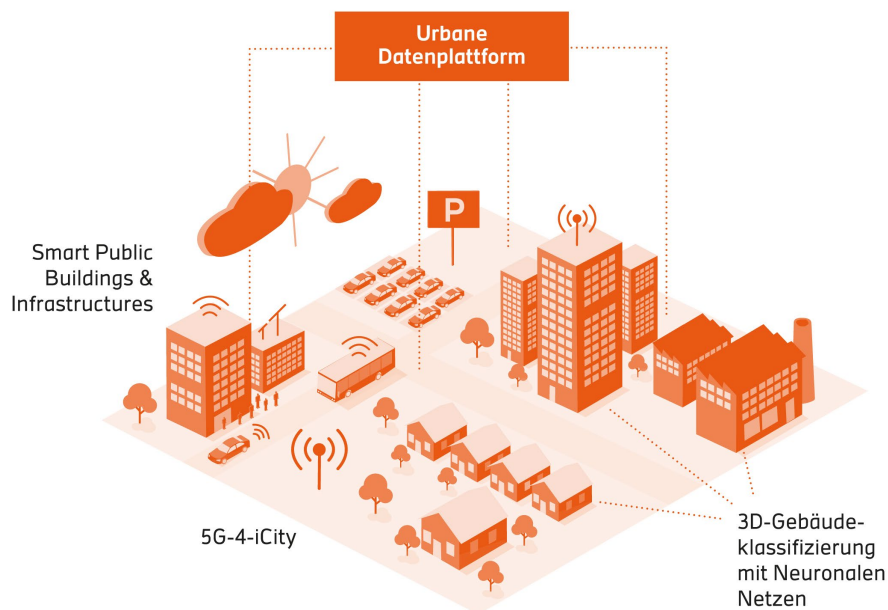 Urbane
Datenplattform
P
Smart Public
Buildings &
Infrastructures
5G-4-iCity
3D-Gebäude-
klassifizierung
mit Neuronalen
Netzen